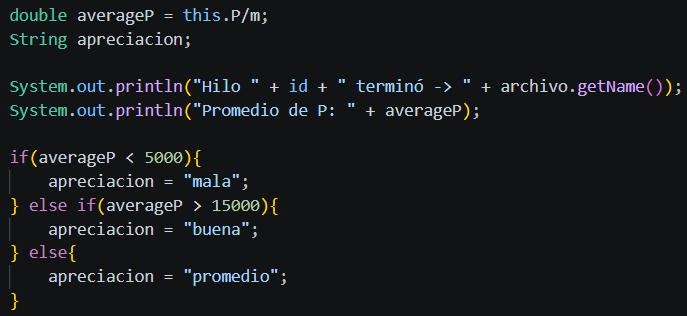 double averageP = this.P/m;
String apreciacion;
System.out.println("Hilo " + id + " terminó -> " + archivo.getName());
System.out.println("Promedio de P: " + averageP);
if(averageP < 5000){
    apreciacion = "mala";
} else if(averageP > 15000){
    apreciacion = "buena";
} else{
    apreciacion = "promedio";
}